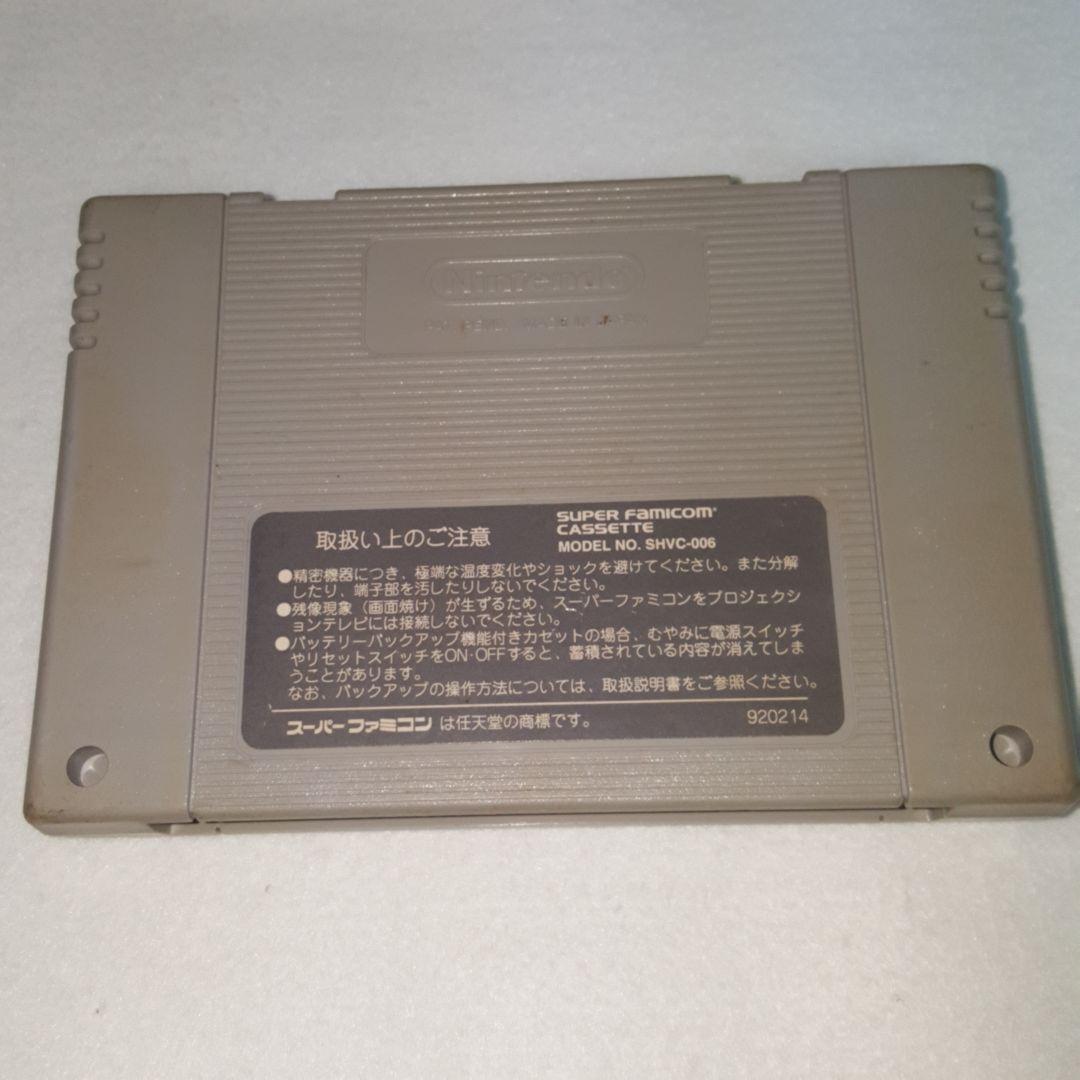 Nintendo
PAT. PEND. MADE IN JAPAN
取扱い上のご注意
SUPER Famicom
CASSETTE
MODEL NO. SHVC-006
●精密機器につき、極端な温度変化やショックを避けてください。また分解
したり、端子部を汚したりしないでください。
●残像現象（画面焼け）が生ずるため、スーパーファミコンをプロジェクシ
ョンテレビには接続しないでください。
●バッテリーバックアップ機能付きカセットの場合、むやみに電源スイッチ
やリセットスイッチをON·OFFすると、蓄積されている内容が消えてしま
うことがあります。
なお、バックアップの操作方法については、取扱説明書をご参照ください。
スーパーファミコン は任天堂の商標です。
920214